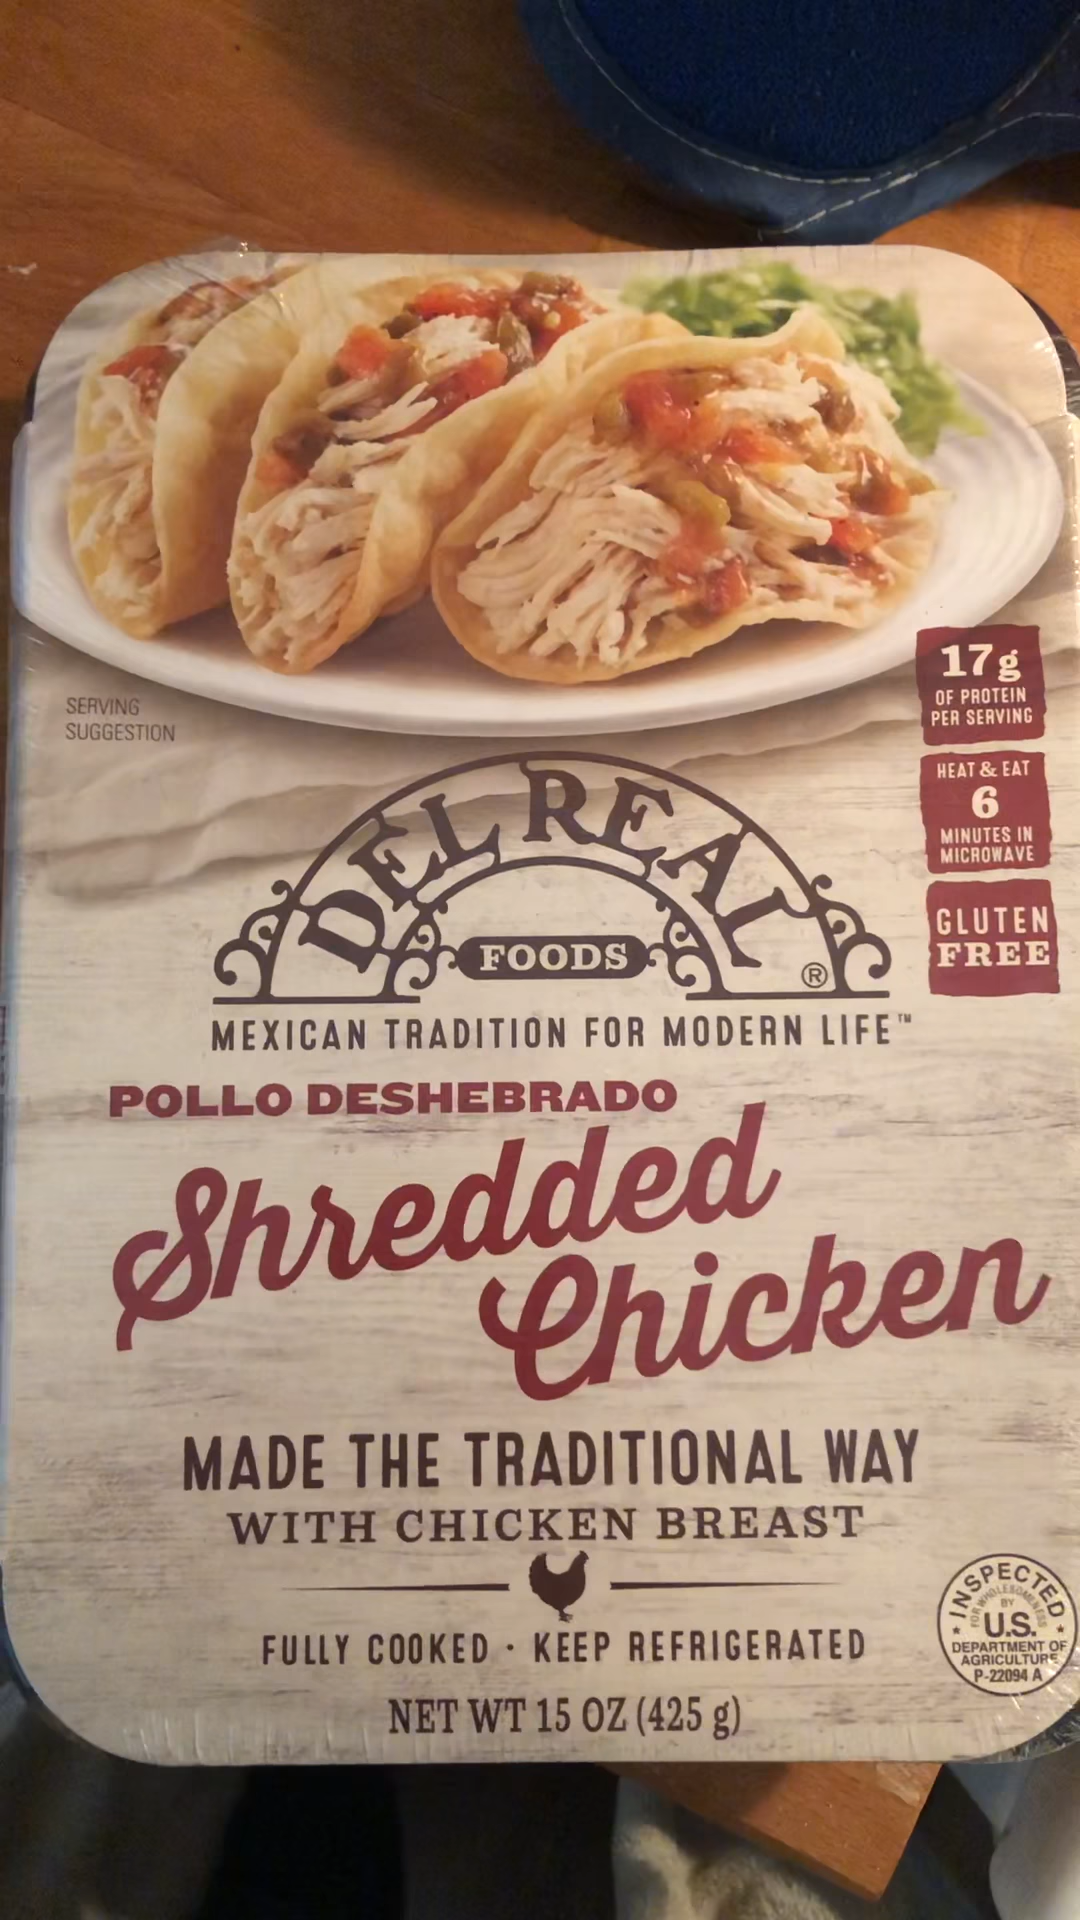 SERVING
SUGGESTION
17g
OF PROTEIN
PER SERVING
HEAT & EAT
6
MINUTES IN
MICROWAVE
GLUTEN
FREE
DEL REAL
FOODS
®
MEXICAN TRADITION FOR MODERN LIFE™
POLLO DESHEBRADO
Shredded
Chicken
MADE THE TRADITIONAL WAY
WITH CHICKEN BREAST
FULLY COOKED · KEEP REFRIGERATED
NET WT 15 OZ (425 g)
INSPECTED
FOR WHOLESOMENESS
BY
U.S.
DEPARTMENT OF
AGRICULTURE
P-22094 A